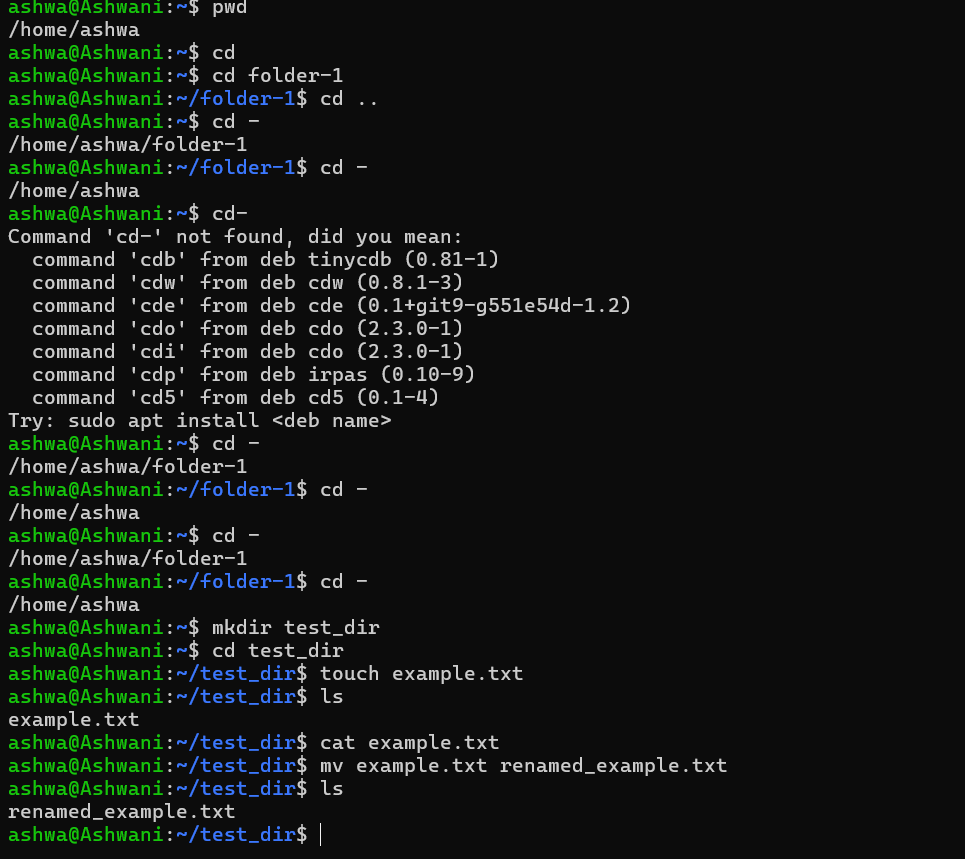 ashwa@Ashwani:~$ pwd
/home/ashwa
ashwa@Ashwani:~$ cd
ashwa@Ashwani:~$ cd folder-1
ashwa@Ashwani:~/folder-1$ cd ..
ashwa@Ashwani:~$ cd -
/home/ashwa/folder-1
ashwa@Ashwani:~/folder-1$ cd -
/home/ashwa
ashwa@Ashwani:~$ cd-
Command 'cd-' not found, did you mean:
  command 'cdb' from deb tinycdb (0.81-1)
  command 'cdw' from deb cdw (0.8.1-3)
  command 'cde' from deb cde (0.1+git9-g551e54d-1.2)
  command 'cdo' from deb cdo (2.3.0-1)
  command 'cdi' from deb cdo (2.3.0-1)
  command 'cdp' from deb irpas (0.10-9)
  command 'cd5' from deb cd5 (0.1-4)
Try: sudo apt install <deb name>
ashwa@Ashwani:~$ cd -
/home/ashwa/folder-1
ashwa@Ashwani:~/folder-1$ cd -
/home/ashwa
ashwa@Ashwani:~$ cd -
/home/ashwa/folder-1
ashwa@Ashwani:~/folder-1$ cd -
/home/ashwa
ashwa@Ashwani:~$ mkdir test_dir
ashwa@Ashwani:~$ cd test_dir
ashwa@Ashwani:~/test_dir$ touch example.txt
ashwa@Ashwani:~/test_dir$ ls
example.txt
ashwa@Ashwani:~/test_dir$ cat example.txt
ashwa@Ashwani:~/test_dir$ mv example.txt renamed_example.txt
ashwa@Ashwani:~/test_dir$ ls
renamed_example.txt
ashwa@Ashwani:~/test_dir$